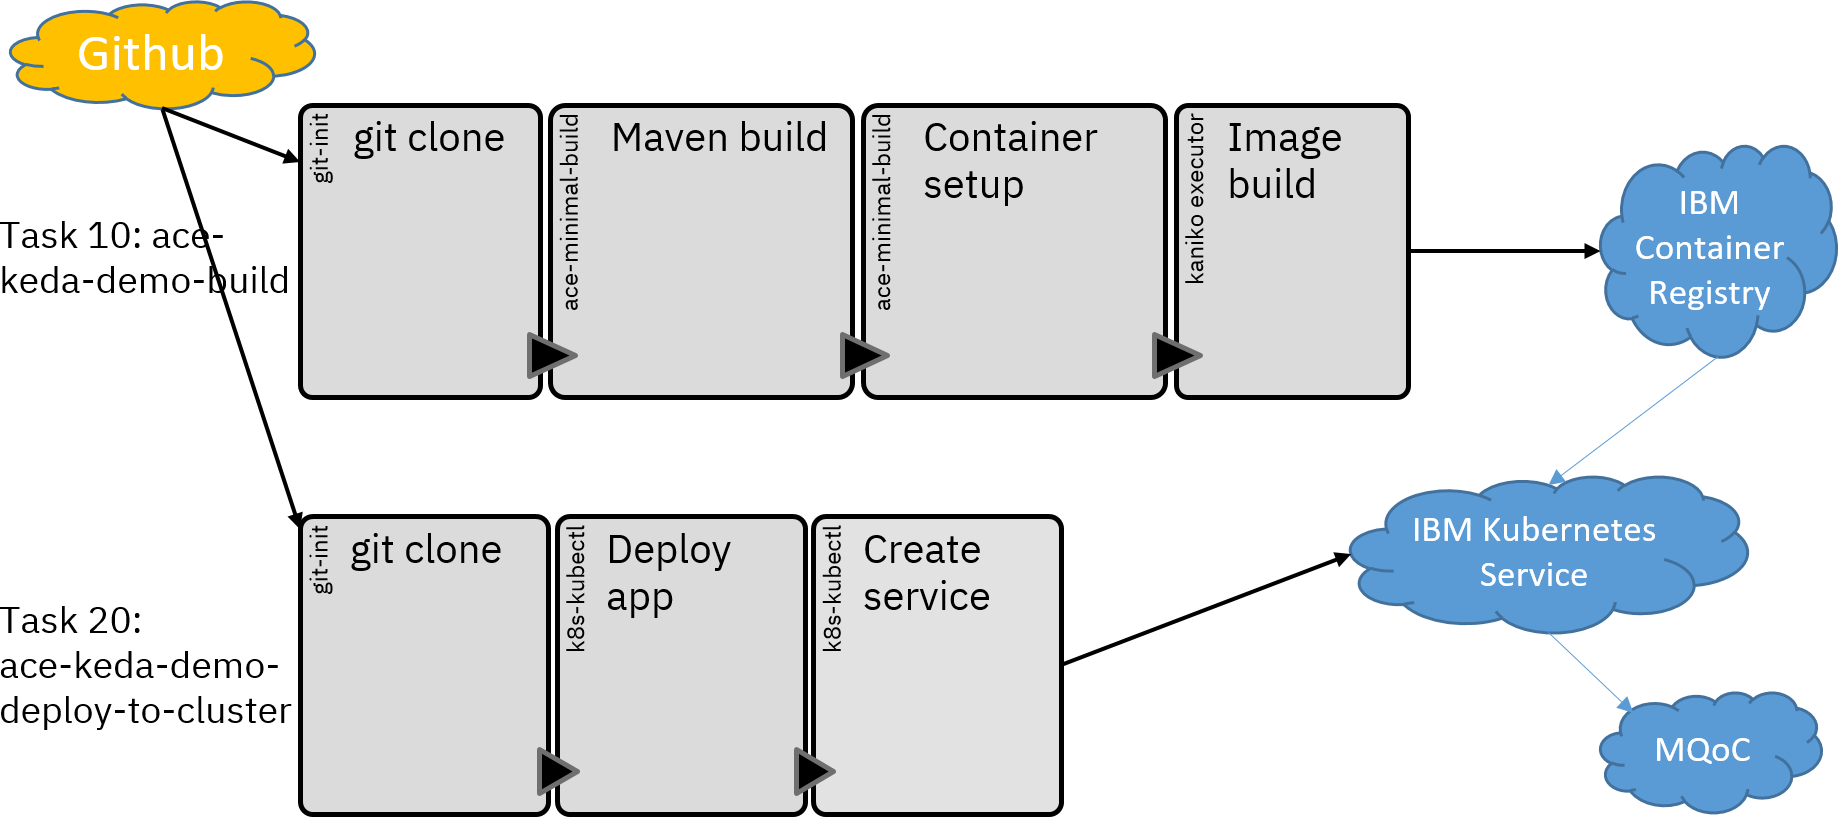 Github
git-init
git clone
ace-minimal-build
Maven build
ace-minimal-build
Container
setup
kaniko executor
Image
build
IBM
Container
Registry
Task 10: ace-
keda-demo-build
git-init
git clone
k8s-kubectl
Deploy
app
k8s-kubectl
Create
service
IBM Kubernetes
Service
Task 20:
ace-keda-demo-
deploy-to-cluster
MQoC